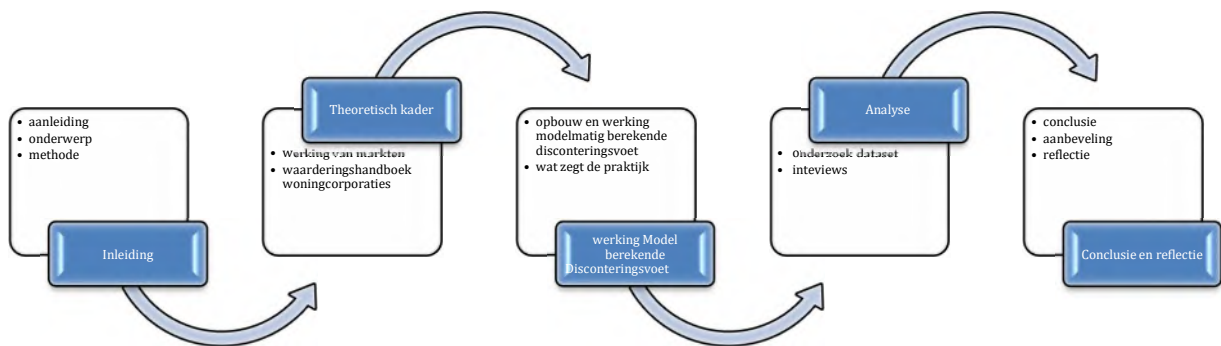 • aanleiding
• onderwerp
• methode
Inleiding
Theoretisch kader
• Werking van markten
• waarderingshandboek
woningcorporaties
• opbouw en werking
modelmatig berekende
disconteringsvoet
• wat zegt de praktijk
werking Model
berekende
Disconteringsvoet
Analyse
• Onderzoek dataset
• inteviews
• conclusie
• aanbeveling
• reflectie
Conclusie en reflectie